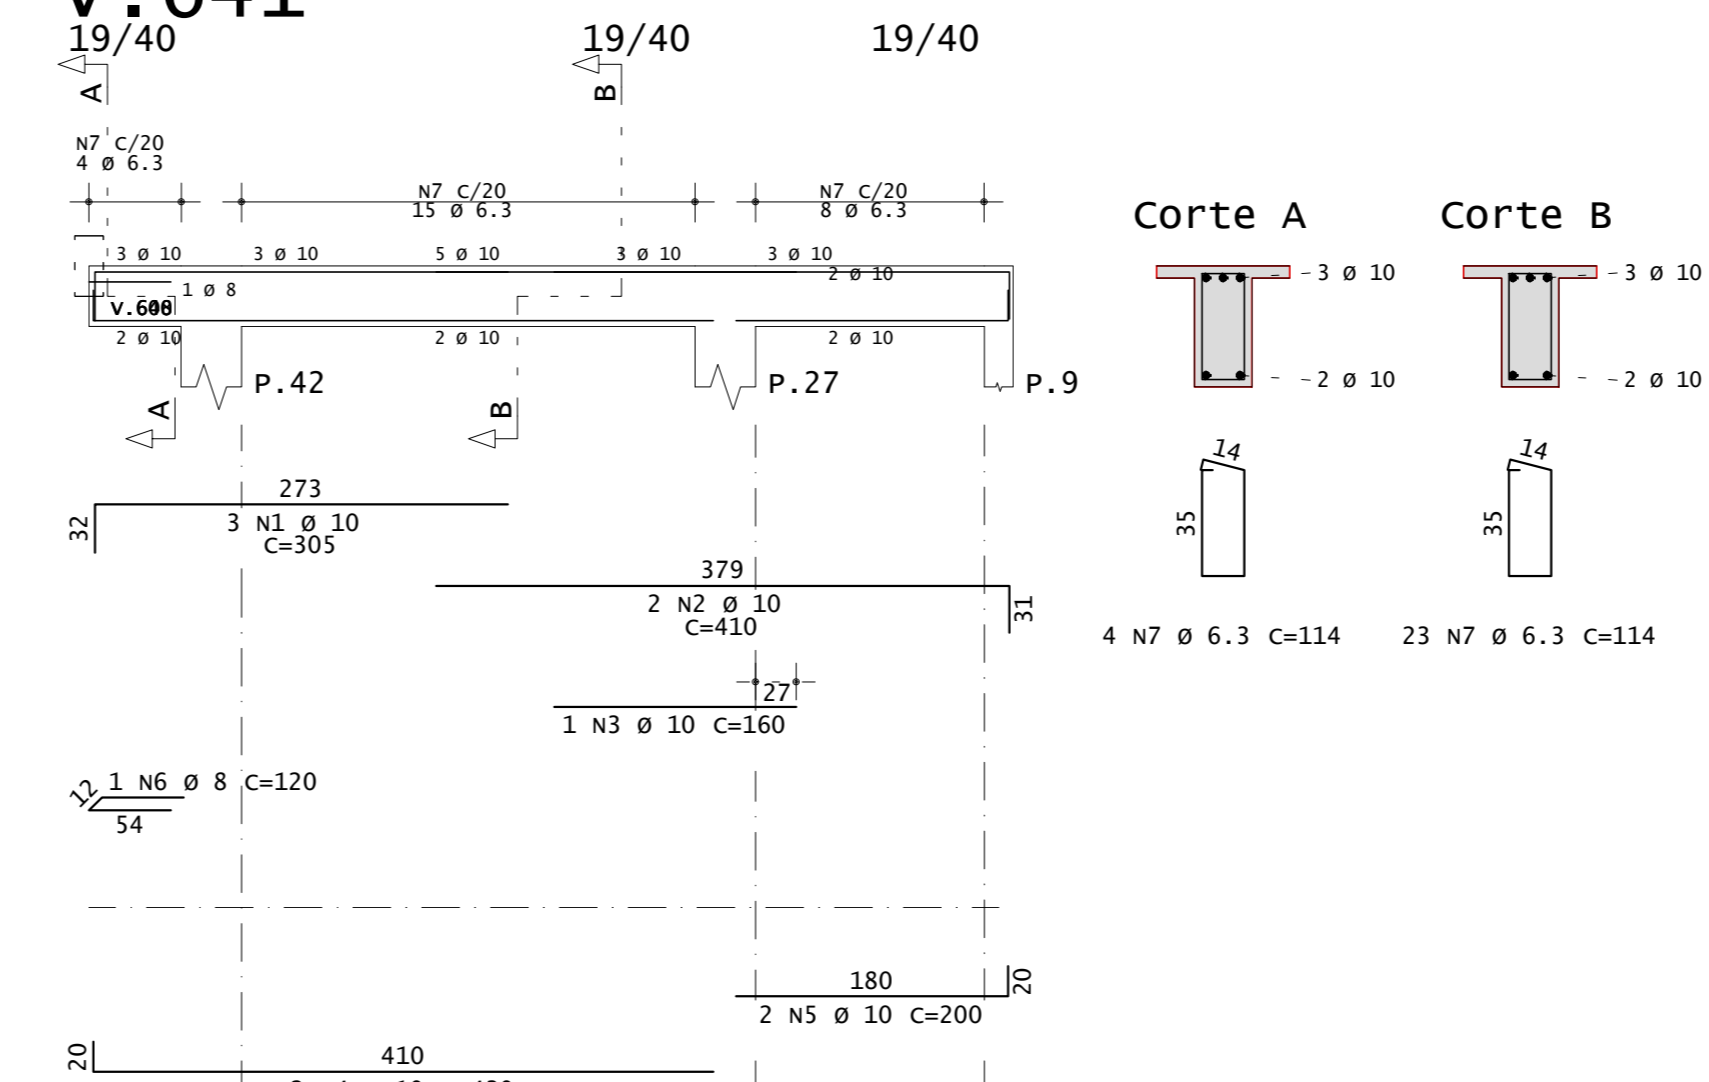 V.641
19/40 19/40 19/40
A B
N7 C/20
4 Ø 6.3
N7 C/20 N7 C/20
15 Ø 6.3 8 Ø 6.3
Corte A Corte B
3 Ø 10 3 Ø 10 5 Ø 10 3 Ø 10 3 Ø 10
2 Ø 10
3 Ø 10 3 Ø 10
1 Ø 8
2 Ø 10 2 Ø 10 2 Ø 10
P.42 P.27 P.9
2 Ø 10 2 Ø 10
A B
14 14
35 35
273
32
3 N1 Ø 10
C=305
379
2 N2 Ø 10
C=410
31
4 N7 Ø 6.3 C=114 23 N7 Ø 6.3 C=114
27
1 N3 Ø 10 C=160
12
1 N6 Ø 8 C=120
54
180
20
2 N5 Ø 10 C=200
20
410